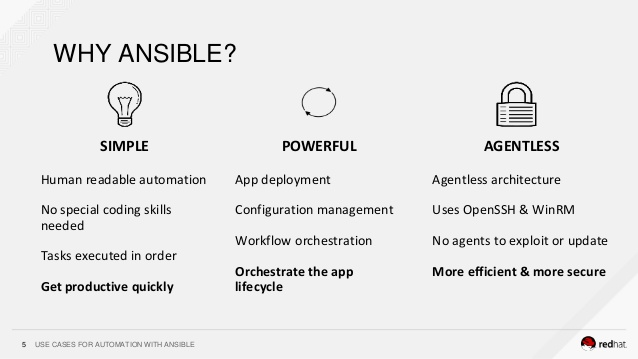 WHY ANSIBLE?
SIMPLE
Human readable automation
No special coding skills
needed
Tasks executed in order
Get productive quickly
POWERFUL
App deployment
Configuration management
Workflow orchestration
Orchestrate the app
lifecycle
AGENTLESS
Agentless architecture
Uses OpenSSH & WinRM
No agents to exploit or update
More efficient & more secure
5 USE CASES FOR AUTOMATION WITH ANSIBLE
redhat.